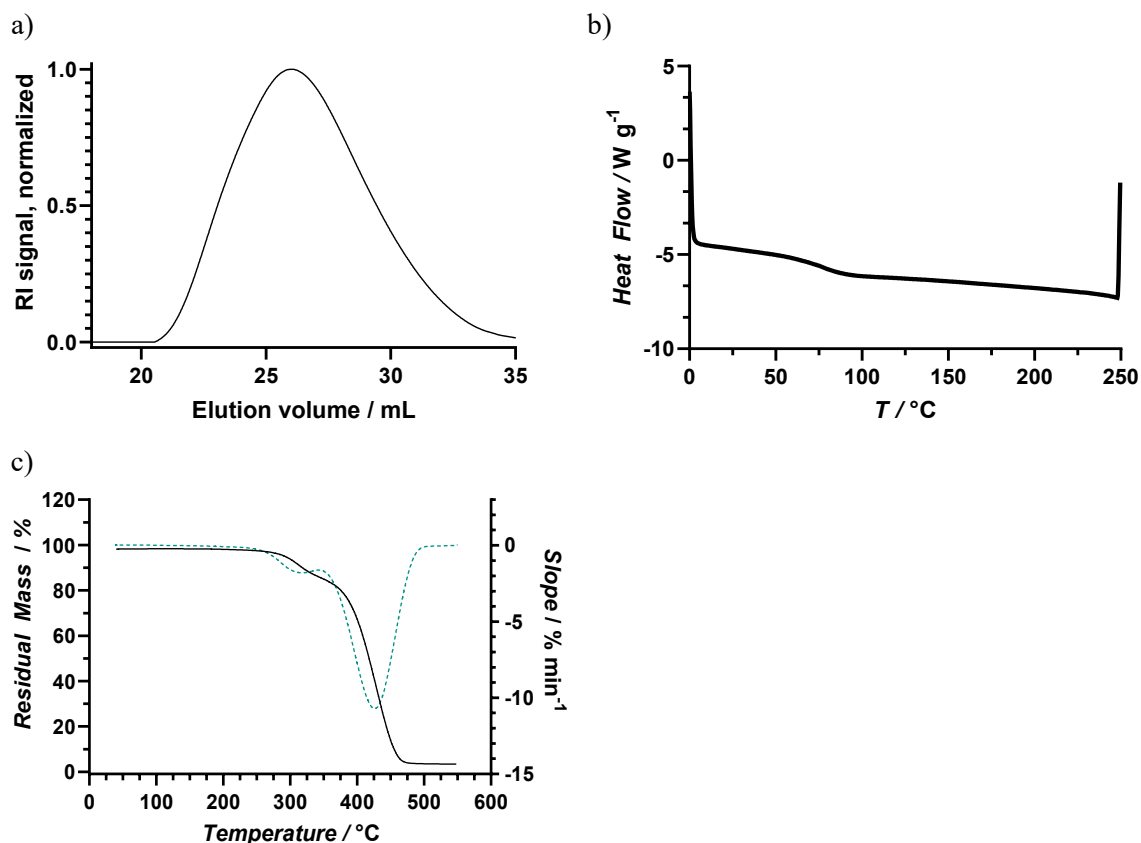 a)
RI signal, normalized
1.0
0.5
0.0
20 25 30 35
Elution volume / mL
b)
Heat Flow / W g-1
5
0
-5
-10
0 50 100 150 200 250
T / °C
c)
Residual Mass / %
120
100
80
60
40
20
0
0 100 200 300 400 500 600
Temperature / °C
0
-5
-10
-15
Slope / % min-1